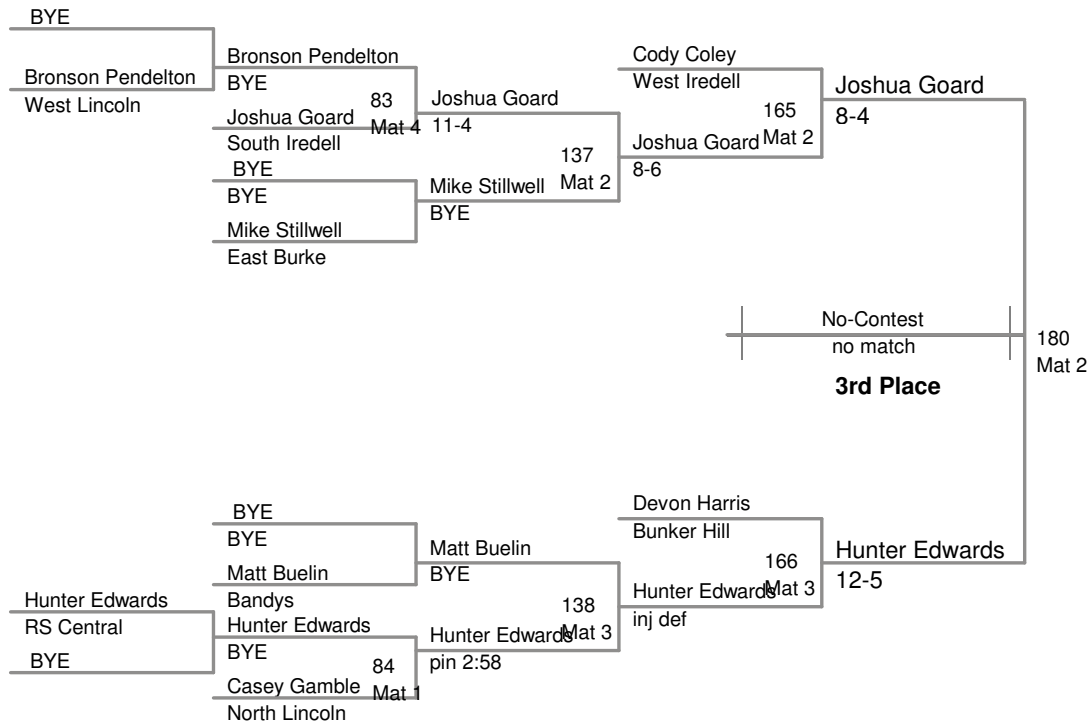 BYE
Bronson Pendelton
West Lincoln
Bronson Pendelton
BYE
83
Mat 4
Joshua Goard
South Iredell
BYE
BYE
Mike Stillwell
East Burke
Joshua Goard
11-4
137
Mat 2
Mike Stillwell
BYE
Cody Coley
West Iredell
165
Mat 2
Joshua Goard
8-6
Joshua Goard
8-4
No-Contest
no match
3rd Place
180
Mat 2
BYE
BYE
Matt Buelin
Bandys
Hunter Edwards
RS Central
BYE
Hunter Edwards
BYE
84
Mat 1
Casey Gamble
North Lincoln
Matt Buelin
BYE
138
Mat 3
Hunter Edwards
pin 2:58
Devon Harris
Bunker Hill
166
Mat 3
Hunter Edwards
inj def
Hunter Edwards
12-5